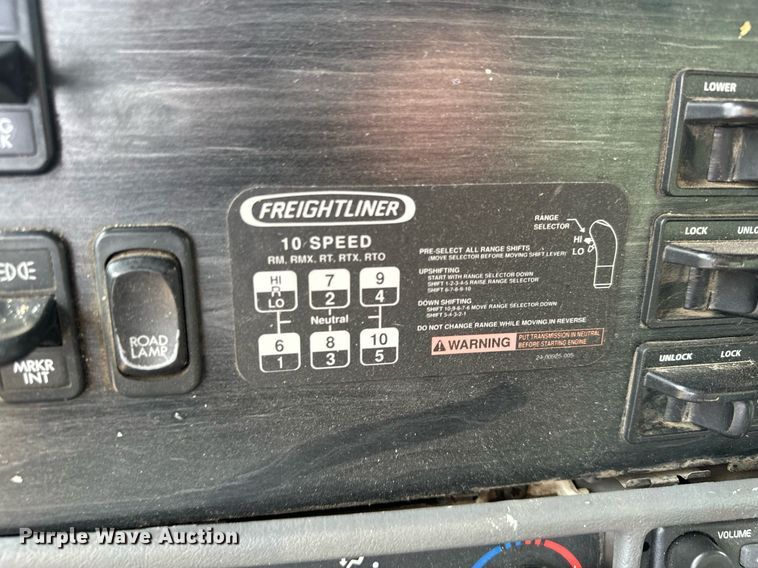 LOWER
FREIGHTLINER
10 SPEED
RM, RMX, RT, RTX, RTO
HI 7 9
R 2 4
LO
Neutral
6 8 10
1 3 5
RANGE
SELECTOR
HI
LO
PRE-SELECT ALL RANGE SHIFTS
(MOVE SELECTOR BEFORE MOVING SHIFT LEVER)
UPSHIFTING
START WITH RANGE SELECTOR DOWN
SHIFT 1-2-3-4-5 RAISE RANGE SELECTOR
SHIFT 6-7-8-9-10
DOWN SHIFTING
SHIFT 10-9-8-7-6 MOVE RANGE SELECTOR DOWN
SHIFT 5-4-3-2-1
DO NOT CHANGE RANGE WHILE MOVING IN REVERSE
WARNING
PUT TRANSMISSION IN NEUTRAL
BEFORE STARTING ENGINE
LOCK
UNLOCK LOCK
ROAD
LAMP
MRKR
INT
VOLUME
Purple Wave Auction